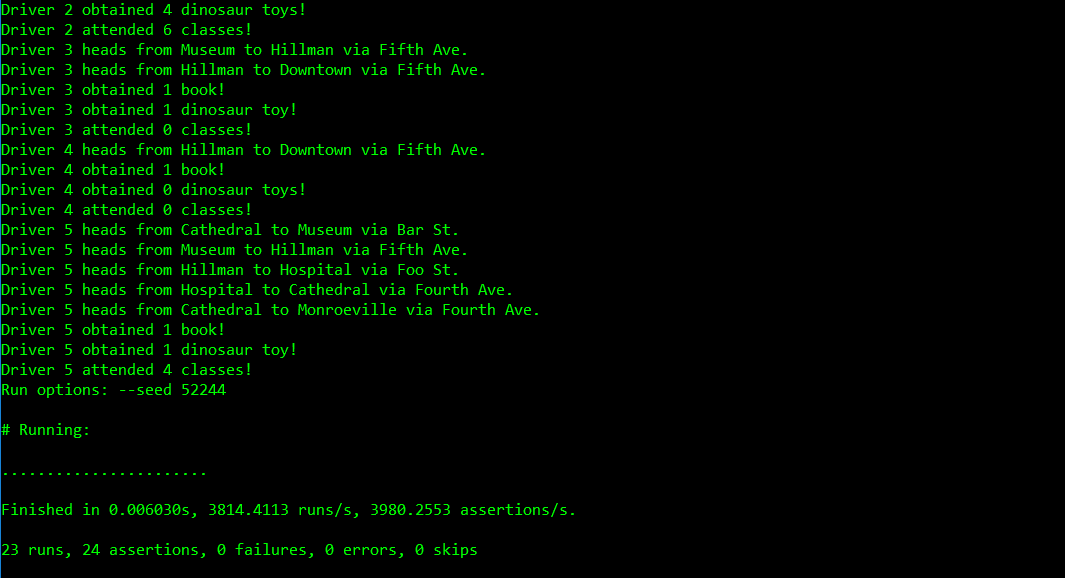 Driver 2 obtained 4 dinosaur toys!
Driver 2 attended 6 classes!
Driver 3 heads from Museum to Hillman via Fifth Ave.
Driver 3 heads from Hillman to Downtown via Fifth Ave.
Driver 3 obtained 1 book!
Driver 3 obtained 1 dinosaur toy!
Driver 3 attended 0 classes!
Driver 4 heads from Hillman to Downtown via Fifth Ave.
Driver 4 obtained 1 book!
Driver 4 obtained 0 dinosaur toys!
Driver 4 attended 0 classes!
Driver 5 heads from Cathedral to Museum via Bar St.
Driver 5 heads from Museum to Hillman via Fifth Ave.
Driver 5 heads from Hillman to Hospital via Foo St.
Driver 5 heads from Hospital to Cathedral via Fourth Ave.
Driver 5 heads from Cathedral to Monroeville via Fourth Ave.
Driver 5 obtained 1 book!
Driver 5 obtained 1 dinosaur toy!
Driver 5 attended 4 classes!
Run options: --seed 52244
# Running:
.......................
Finished in 0.006030s, 3814.4113 runs/s, 3980.2553 assertions/s.
23 runs, 24 assertions, 0 failures, 0 errors, 0 skips